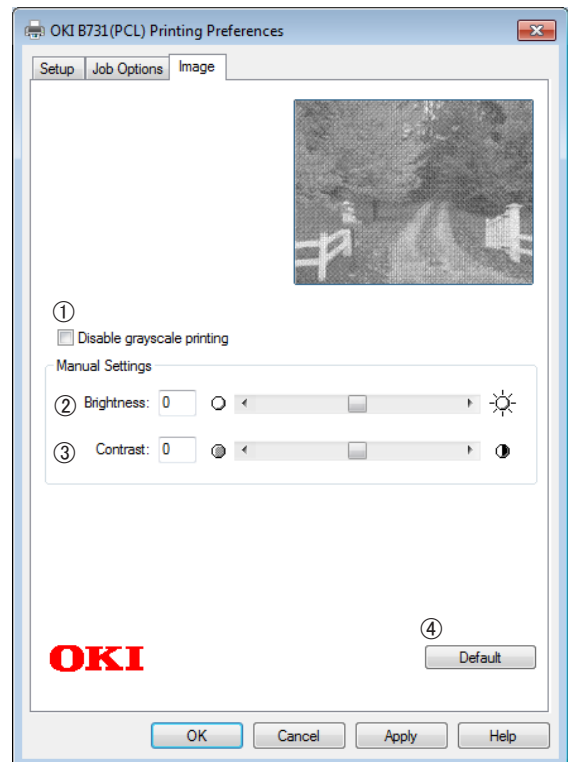 OKI B731(PCL) Printing Preferences
Setup Job Options Image
①
Disable grayscale printing
Manual Settings
② Brightness: 0
③ Contrast: 0
④
OKI
Default
OK Cancel Apply Help